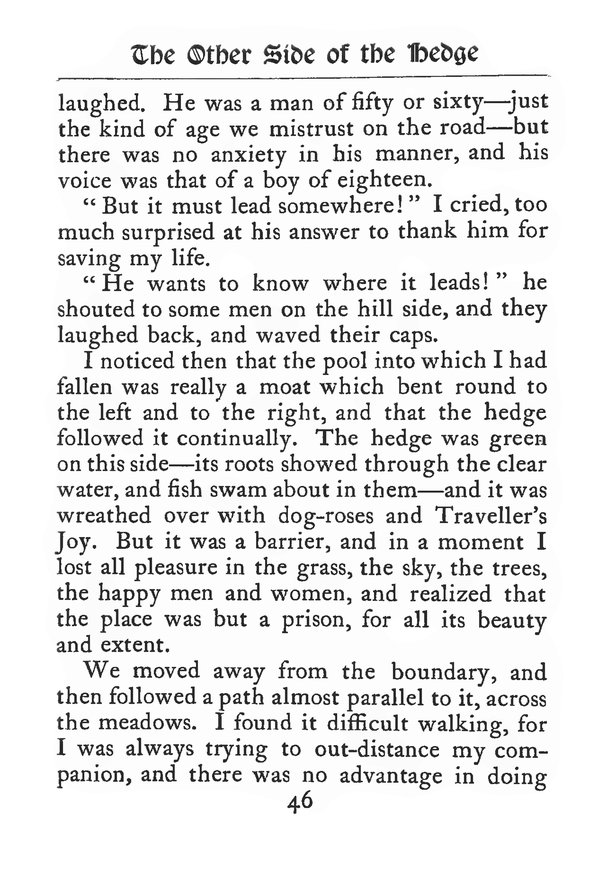 The Other Side of the Hedge
laughed. He was a man of fifty or sixty—just
the kind of age we mistrust on the road—but
there was no anxiety in his manner, and his
voice was that of a boy of eighteen.
“ But it must lead somewhere! ” I cried, too
much surprised at his answer to thank him for
saving my life.
“ He wants to know where it leads! ” he
shouted to some men on the hill side, and they
laughed back, and waved their caps.
I noticed then that the pool into which I had
fallen was really a moat which bent round to
the left and to the right, and that the hedge
followed it continually. The hedge was green
on this side—its roots showed through the clear
water, and fish swam about in them—and it was
wreathed over with dog-roses and Traveller’s
Joy. But it was a barrier, and in a moment I
lost all pleasure in the grass, the sky, the trees,
the happy men and women, and realized that
the place was but a prison, for all its beauty
and extent.
We moved away from the boundary, and
then followed a path almost parallel to it, across
the meadows. I found it difficult walking, for
I was always trying to out-distance my com-
panion, and there was no advantage in doing
46